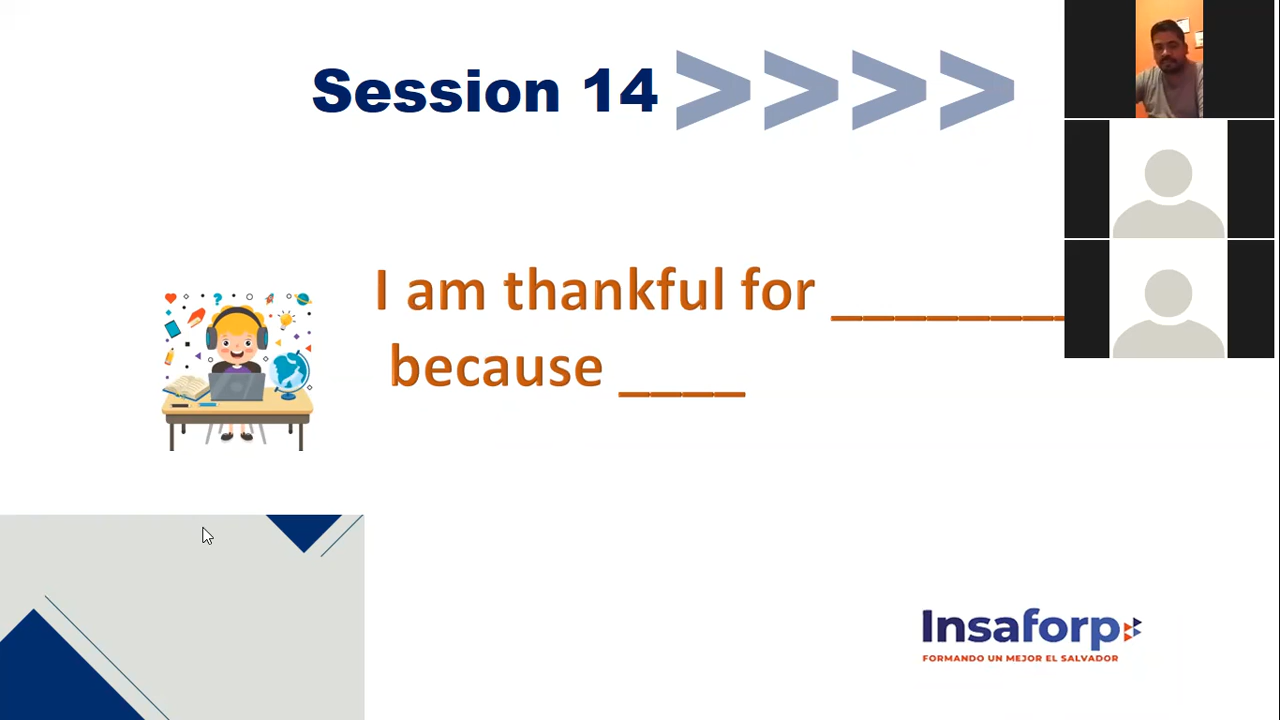 Session 14 >>>>
I am thankful for ________
because ____
Insaforp
FORMANDO UN MEJOR EL SALVADOR